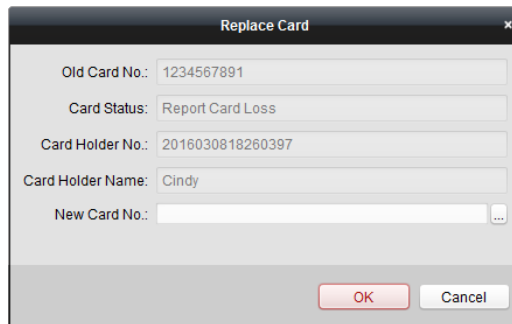 Replace Card ×
Old Card No.: 1234567891
Card Status: Report Card Loss
Card Holder No.: 2016030818260397
Card Holder Name: Cindy
New Card No.: ...
OK Cancel